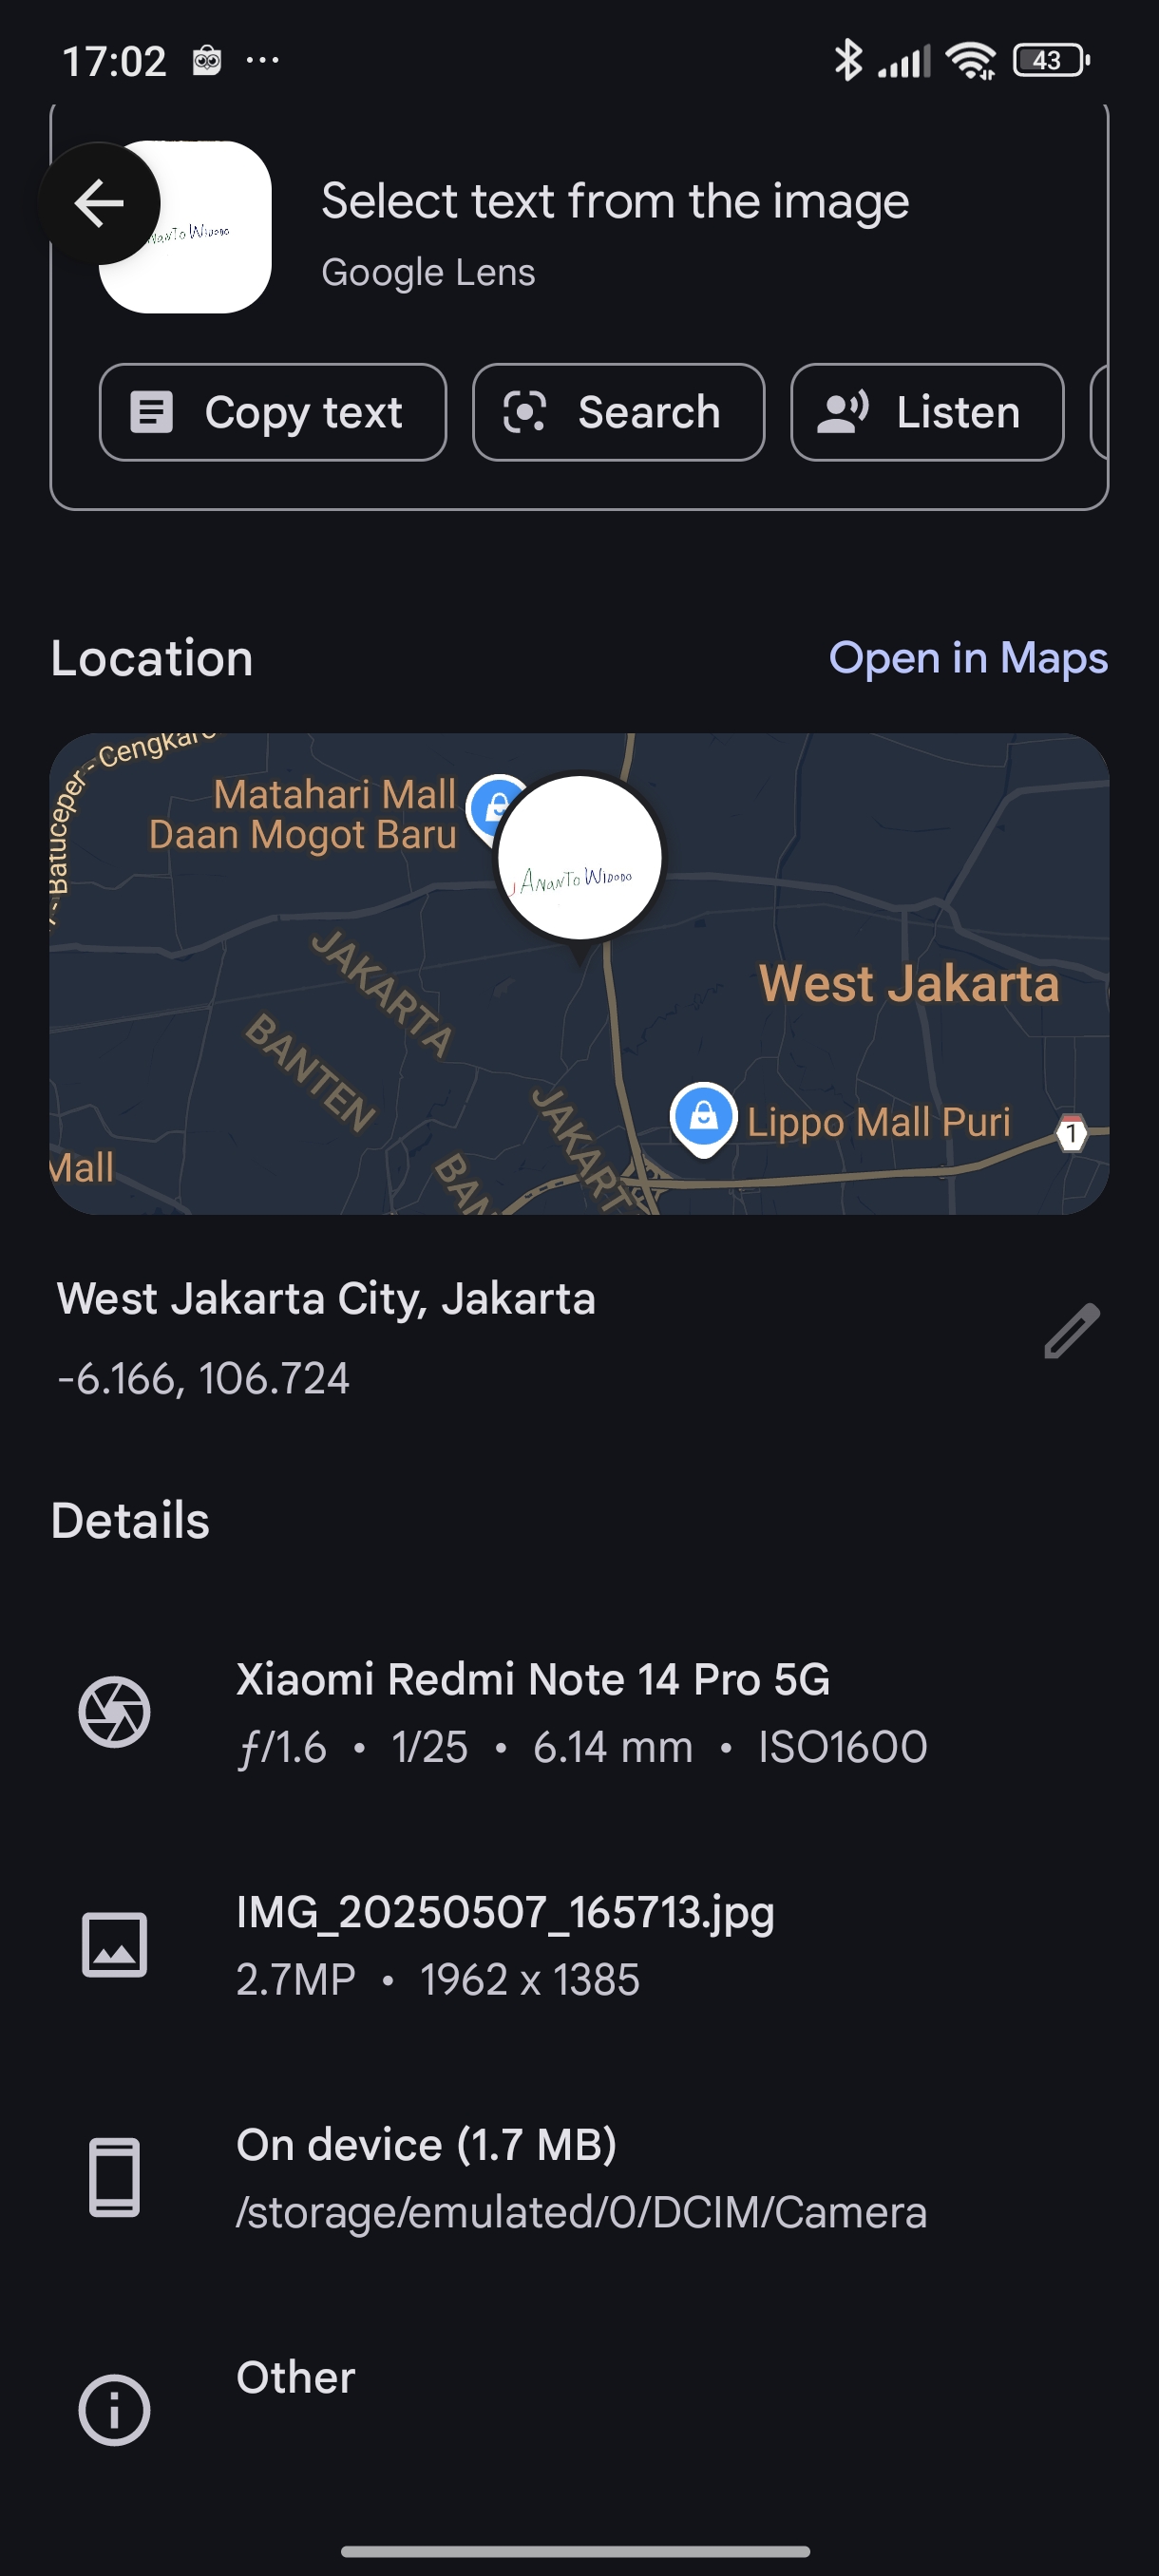 17:02 ...
43
NanTo Widodo
Select text from the image
Google Lens
Copy text
Search
Listen
Location
Open in Maps
- Batuceper - Cengkare
Matahari Mall
Daan Mogot Baru
AnanTo Widodo
JAKARTA
BANTEN
West Jakarta
JAKART
BAN
Lippo Mall Puri
1
Mall
West Jakarta City, Jakarta
-6.166, 106.724
Details
Xiaomi Redmi Note 14 Pro 5G
ƒ/1.6 • 1/25 • 6.14 mm • ISO1600
IMG_20250507_165713.jpg
2.7MP • 1962 x 1385
On device (1.7 MB)
/storage/emulated/0/DCIM/Camera
Other